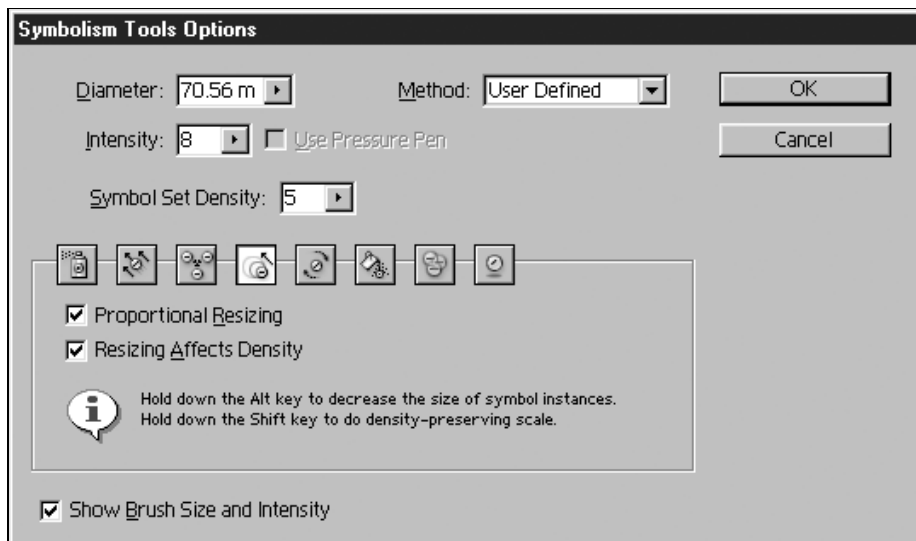 Symbolism Tools Options
Diameter: 70.56 m Method: User Defined OK
Intensity: 8 Use Pressure Pen Cancel
Symbol Set Density: 5
Proportional Resizing
Resizing Affects Density
Hold down the Alt key to decrease the size of symbol instances.
Hold down the Shift key to do density-preserving scale.
Show Brush Size and Intensity